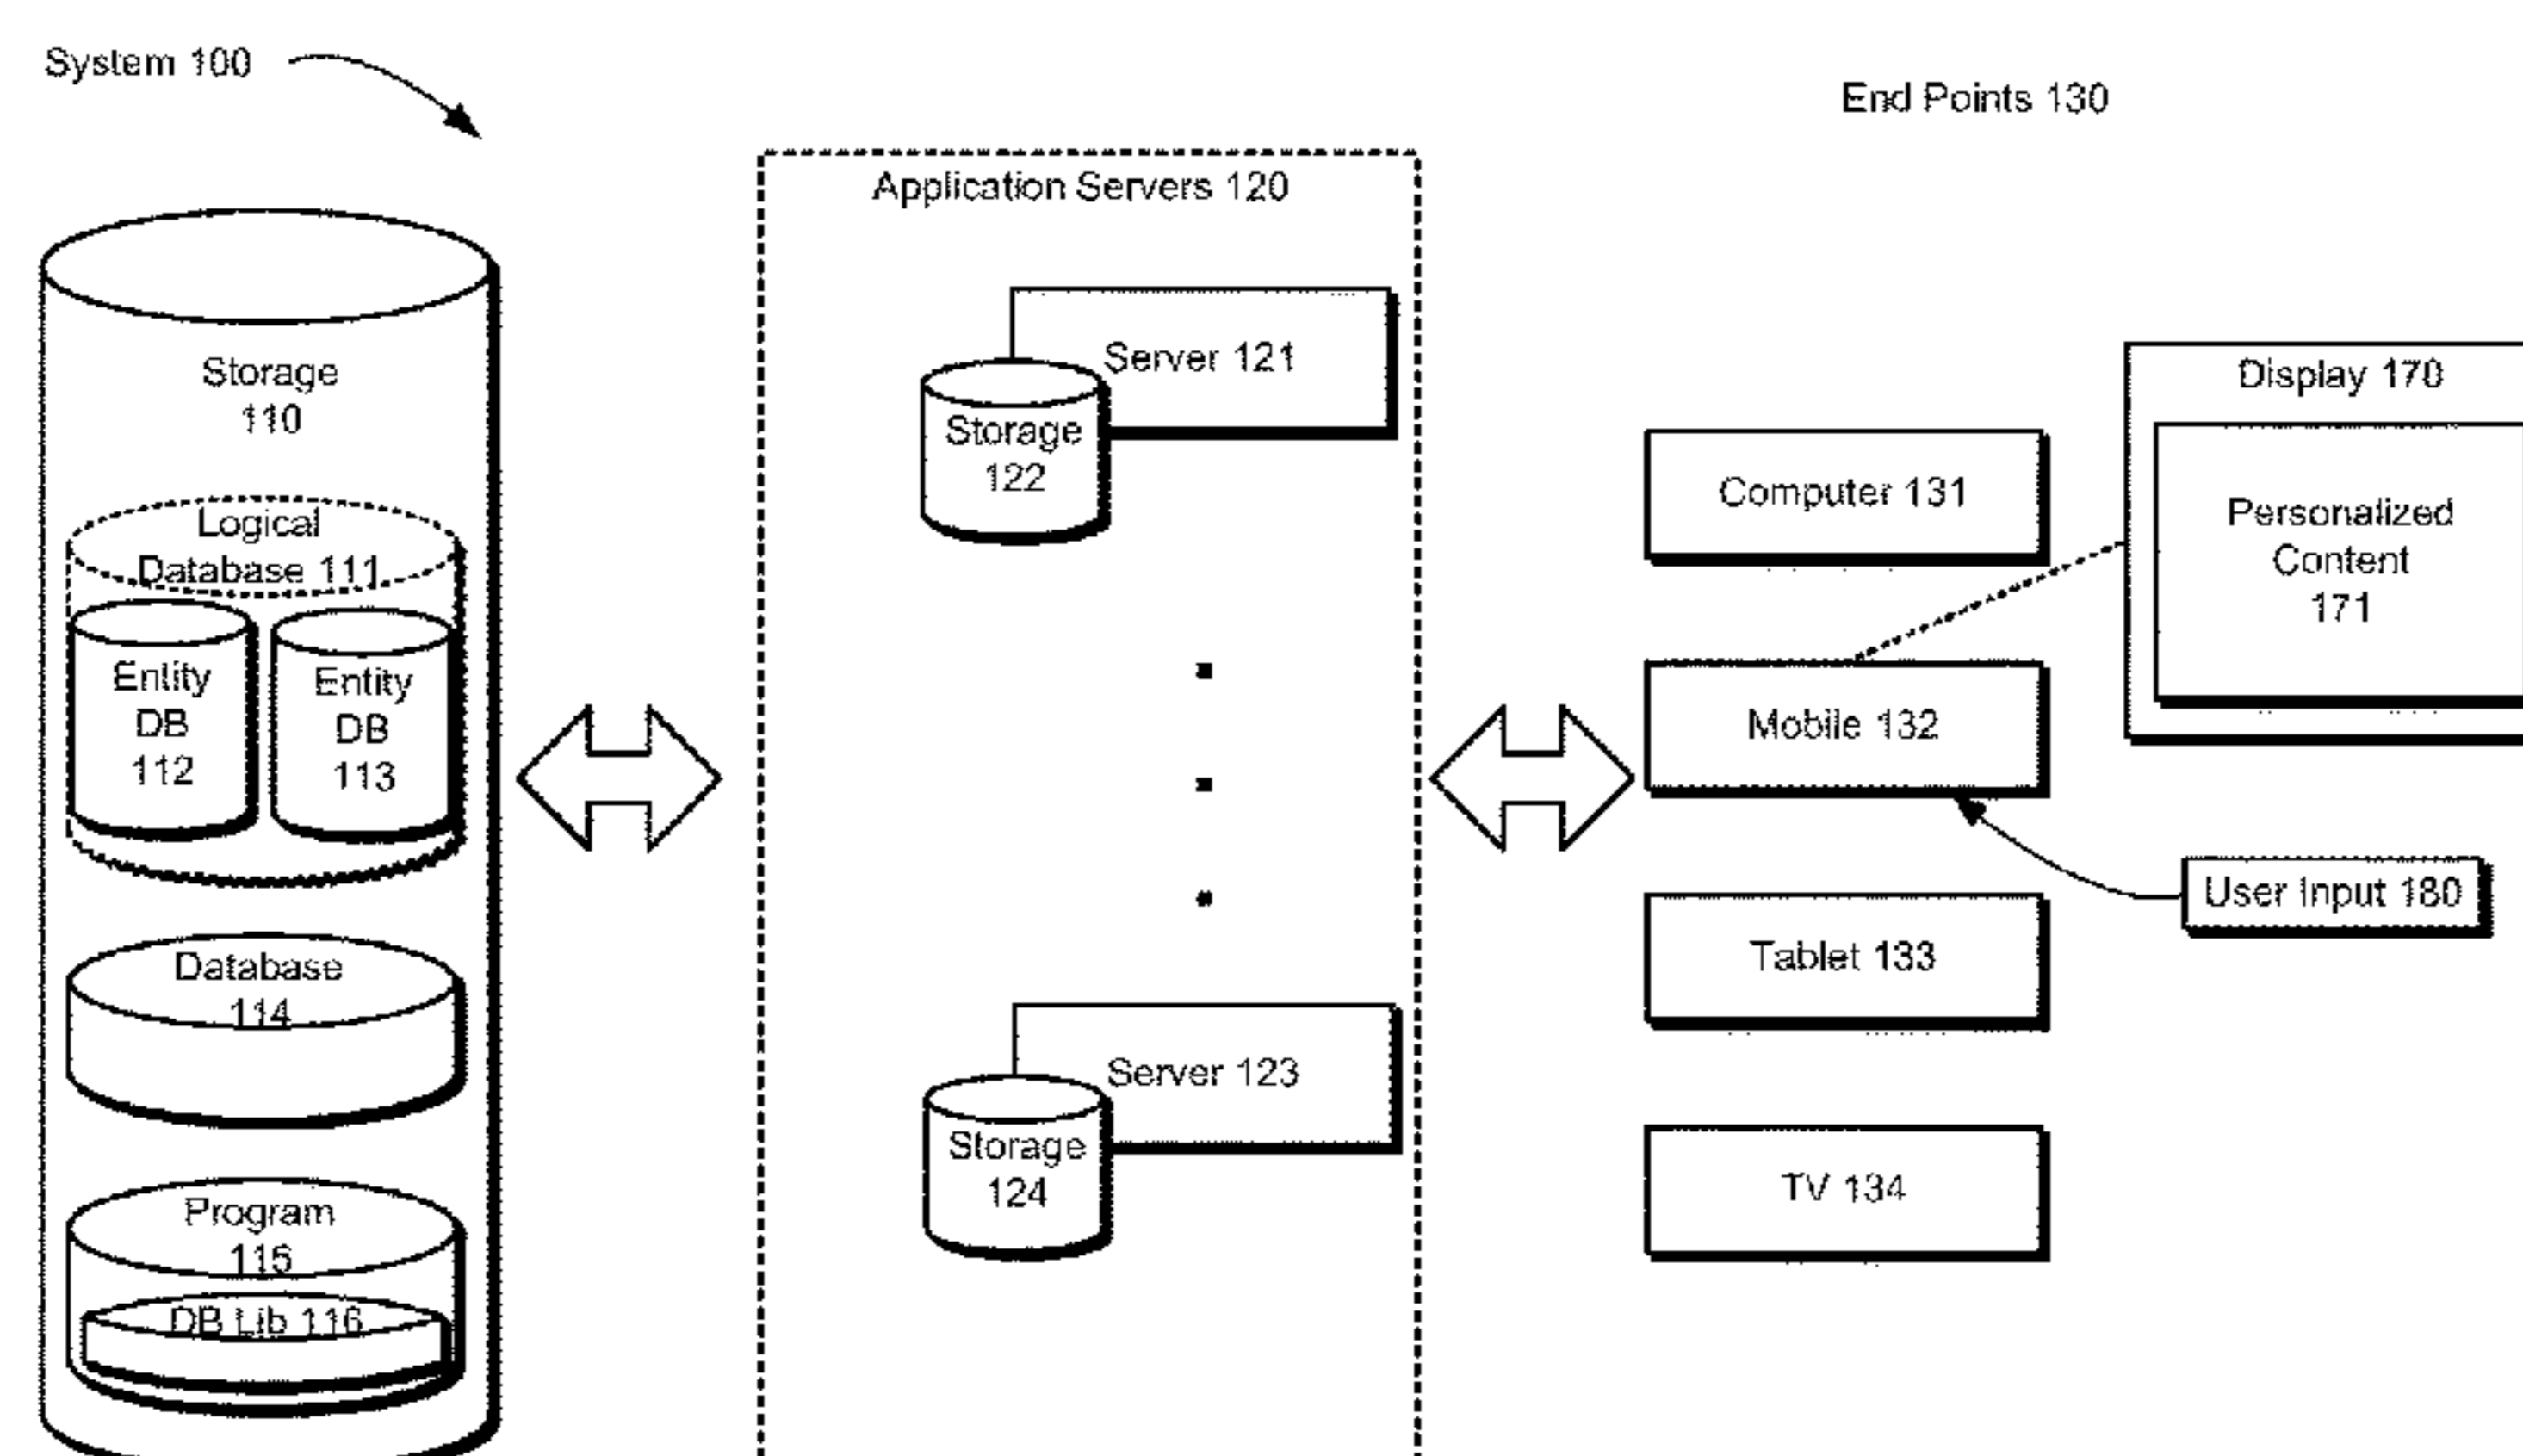 System 100
End Points 130
Application Servers 120
Storage
110
Logical
Database 111
Entity
DB
112
Entity
DB
113
Database
114
Program
115
DB Lib 116
Server 121
Storage
122
Server 123
Storage
124
Computer 131
Mobile 132
Tablet 133
TV 134
Display 170
Personalized
Content
171
User Input 180